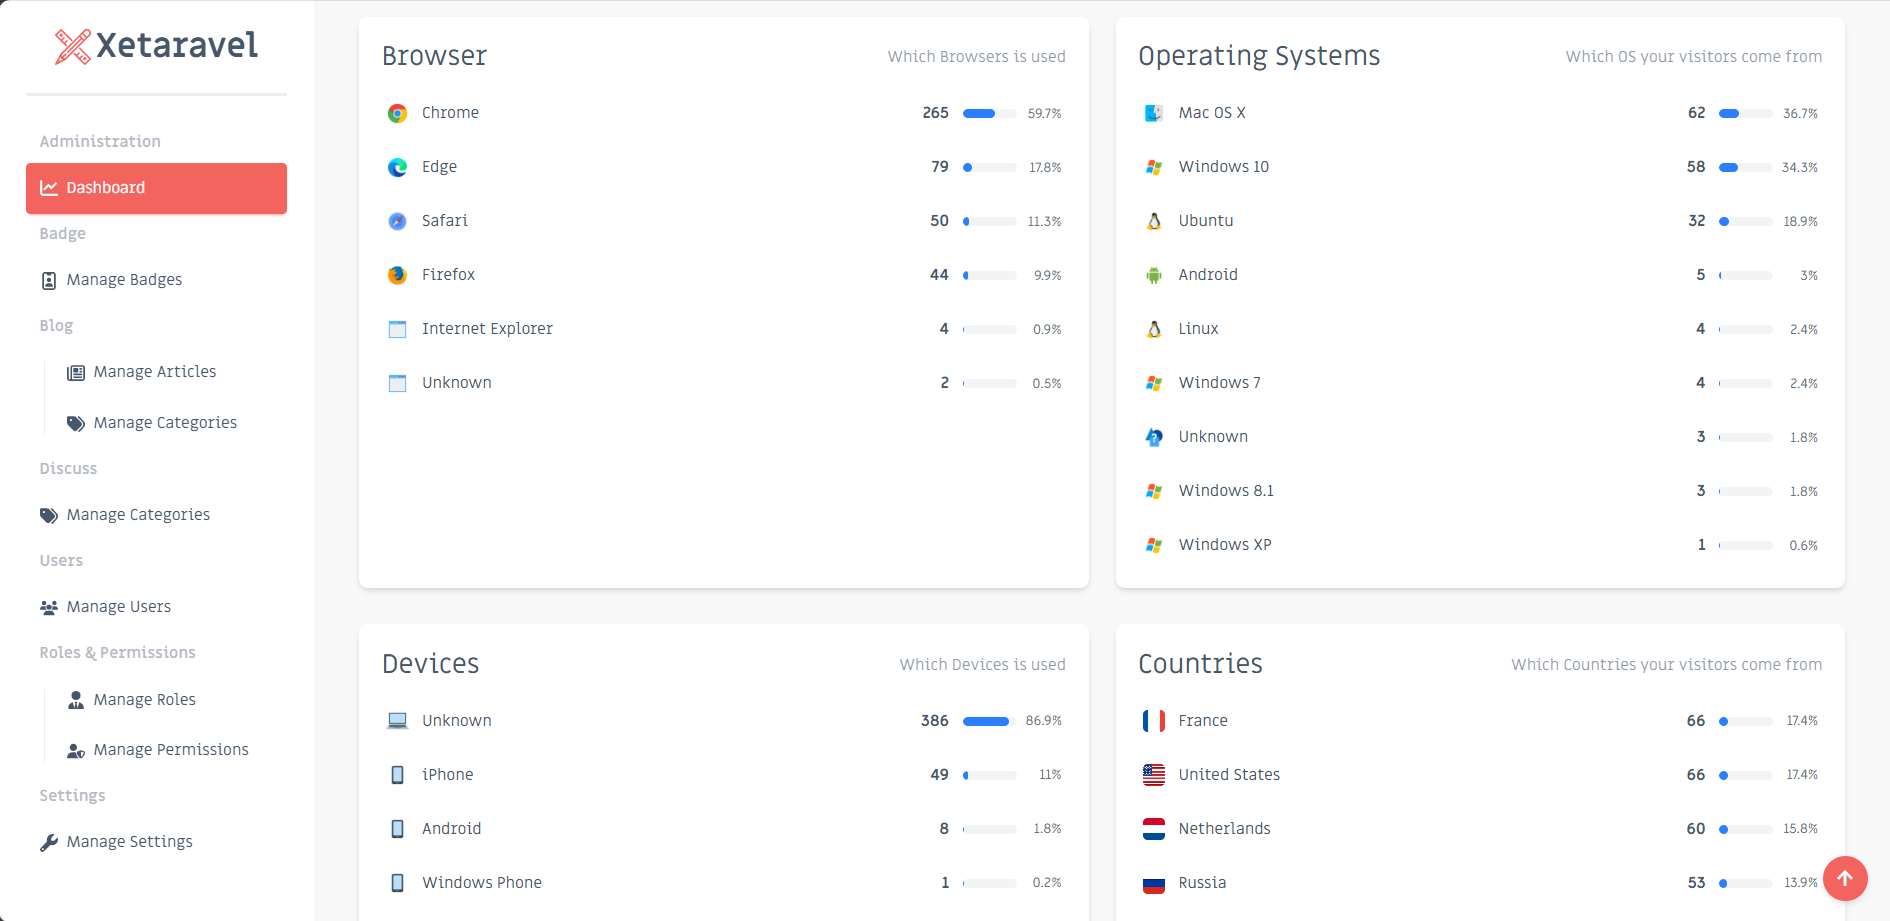 Xetaravel
Administration
Dashboard
Badge
Manage Badges
Blog
Manage Articles
Manage Categories
Discuss
Manage Categories
Users
Manage Users
Roles & Permissions
Manage Roles
Manage Permissions
Settings
Manage Settings
Browser
Which Browsers is used
Chrome 265 59.7%
Edge 79 17.8%
Safari 50 11.3%
Firefox 44 9.9%
Internet Explorer 4 0.9%
Unknown 2 0.5%
Operating Systems
Which OS your visitors come from
Mac OS X 62 36.7%
Windows 10 58 34.3%
Ubuntu 32 18.9%
Android 5 3%
Linux 4 2.4%
Windows 7 4 2.4%
Unknown 3 1.8%
Windows 8.1 3 1.8%
Windows XP 1 0.6%
Devices
Which Devices is used
Unknown 386 86.9%
iPhone 49 11%
Android 8 1.8%
Windows Phone 1 0.2%
Countries
Which Countries your visitors come from
France 66 17.4%
United States 66 17.4%
Netherlands 60 15.8%
Russia 53 13.9%